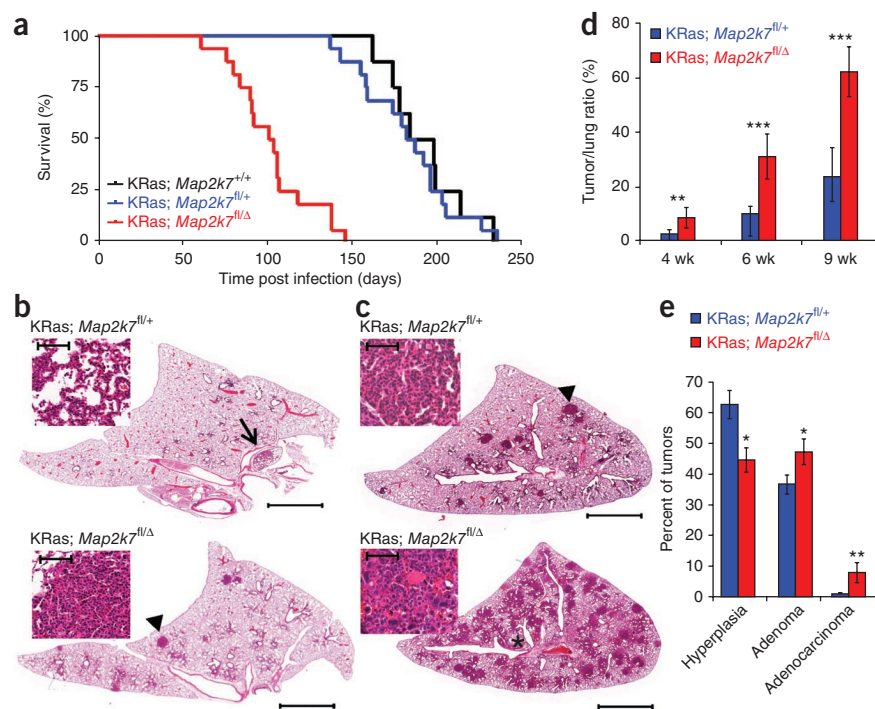 a
100
75
50
25
0
Survival (%)
KRas; Map2k7+/+
KRas; Map2k7fl/+
KRas; Map2k7fl/Δ
0 50 100 150 200 250
Time post infection (days)
b
KRas; Map2k7fl/+
KRas; Map2k7fl/Δ
c
KRas; Map2k7fl/+
KRas; Map2k7fl/Δ
*
d
KRas; Map2k7fl/+
KRas; Map2k7fl/Δ
80
60
40
20
0
Tumor/lung ratio (%)
**
***
***
4 wk 6 wk 9 wk
e
KRas; Map2k7fl/+
KRas; Map2k7fl/Δ
70
60
50
40
30
20
10
0
Percent of tumors
*
*
**
Hyperplasia
Adenoma
Adenocarcinoma